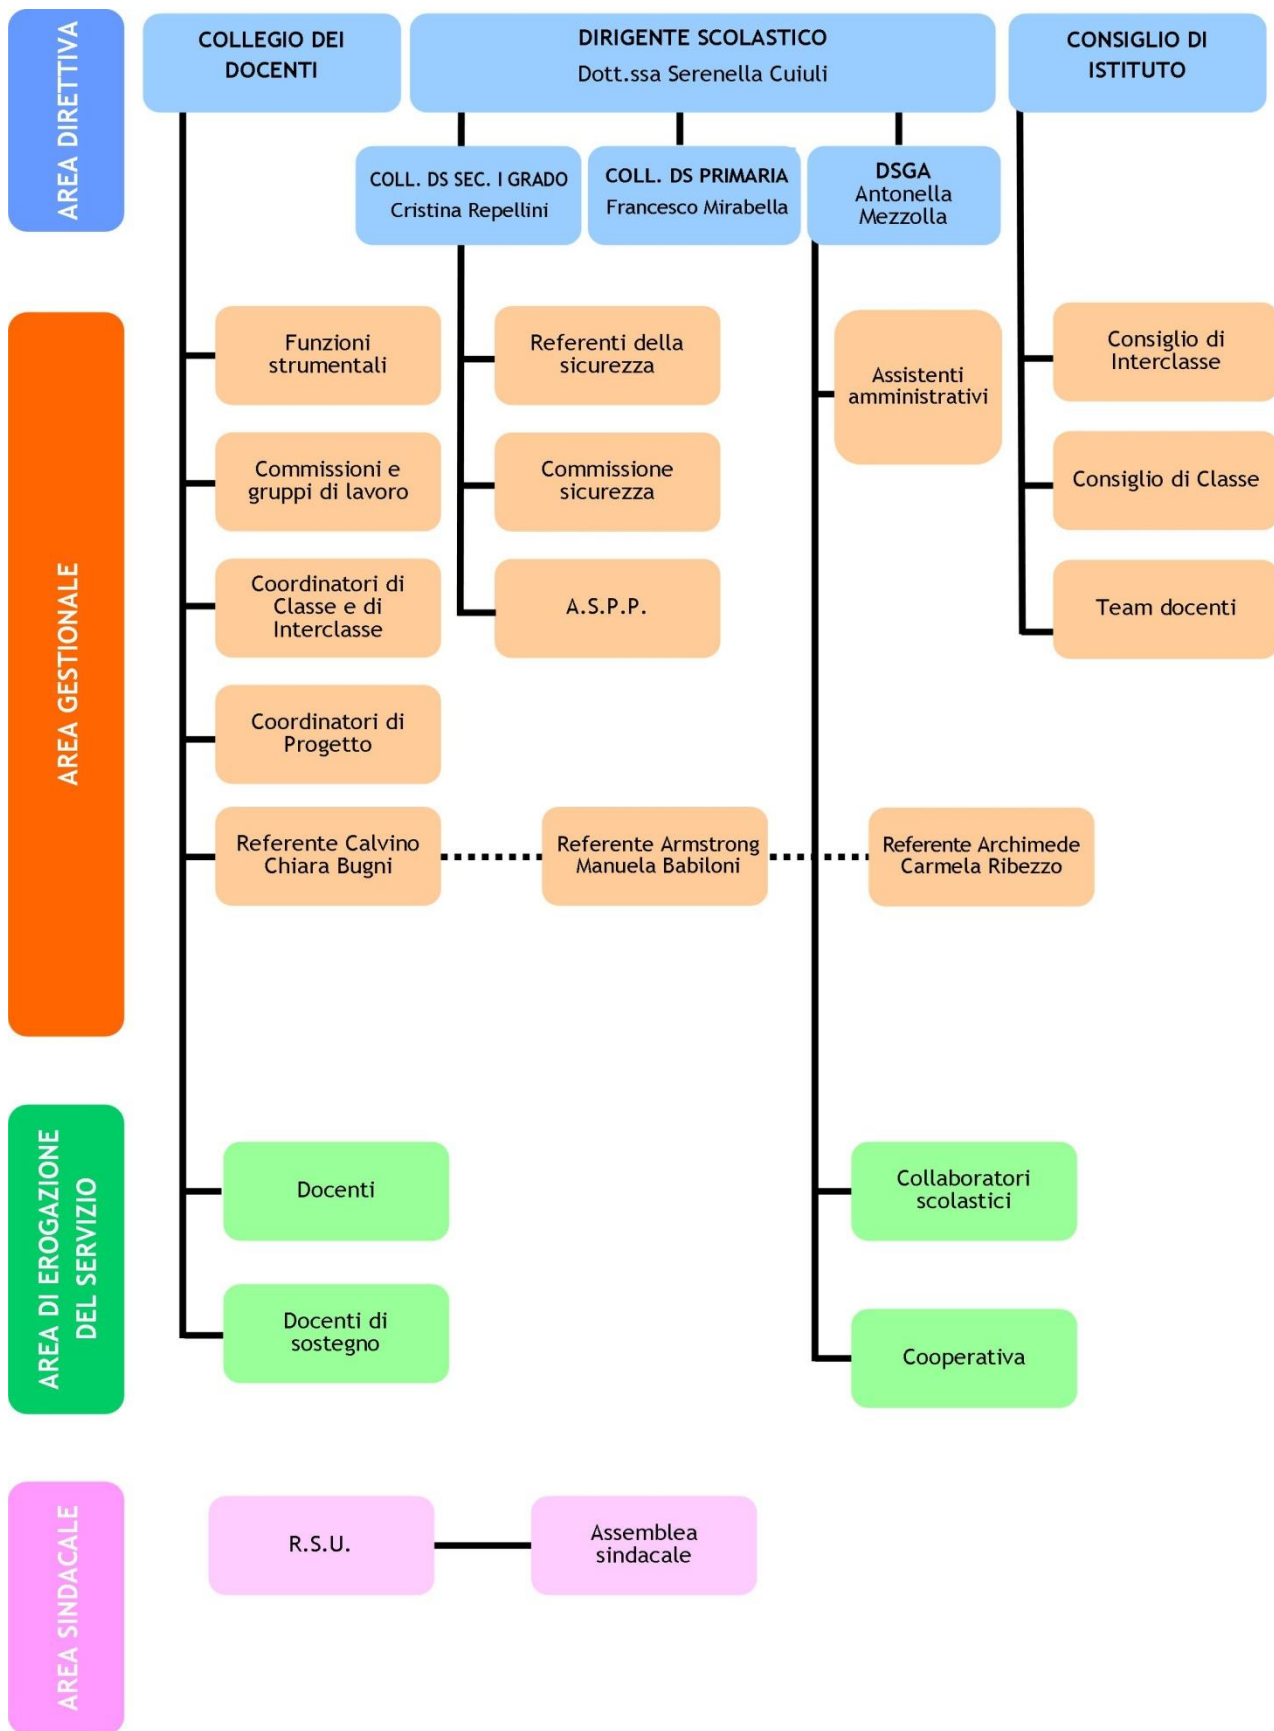 AREA DIRETTIVA
COLLEGIO DEI
DOCENTI
DIRIGENTE SCOLASTICO
Dott.ssa Serenella Cuiuli
CONSIGLIO DI
ISTITUTO
COLL. DS SEC. I GRADO
Cristina Repellini
COLL. DS PRIMARIA
Francesco Mirabella
DSGA
Antonella
Mezzolla
AREA GESTIONALE
Funzioni
strumentali
Referenti della
sicurezza
Assistenti
amministrativi
Consiglio di
Interclasse
Commissioni e
gruppi di lavoro
Commissione
sicurezza
Consiglio di Classe
Coordinatori di
Classe e di
Interclasse
A.S.P.P.
Team docenti
Coordinatori di
Progetto
Referente Calvino
Chiara Bugni
Referente Armstrong
Manuela Babiloni
Referente Archimede
Carmela Ribezzo
AREA DI EROGAZIONE
DEL SERVIZIO
Docenti
Collaboratori
scolastici
Docenti di
sostegno
Cooperativa
AREA SINDACALE
R.S.U.
Assemblea
sindacale